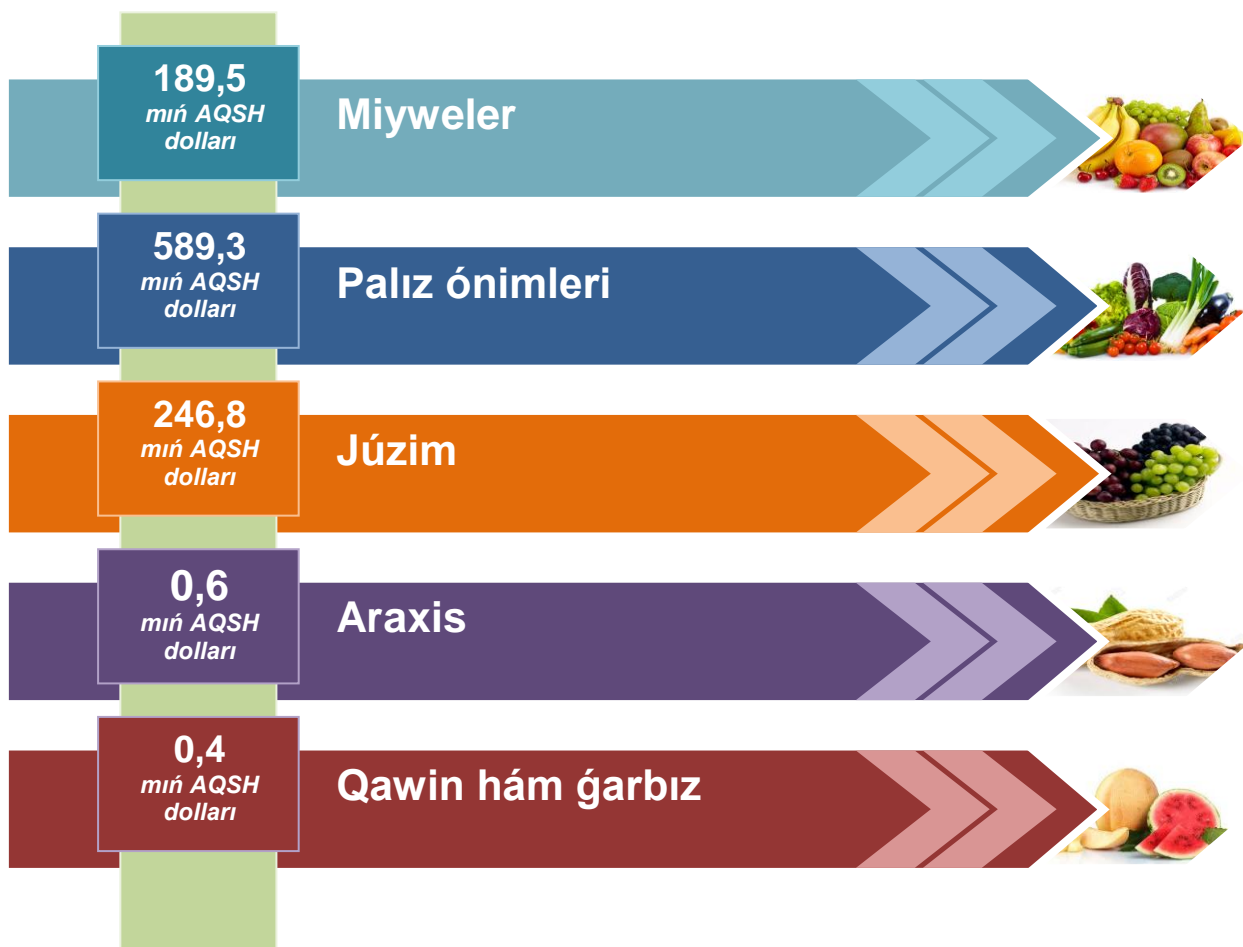 189,5
mıń AQSH
dolları
Miyweler
589,3
mıń AQSH
dolları
Palız ónimleri
246,8
mıń AQSH
dolları
Júzim
0,6
mıń AQSH
dolları
Araxis
0,4
mıń AQSH
dolları
Qawin hám ǵarbız